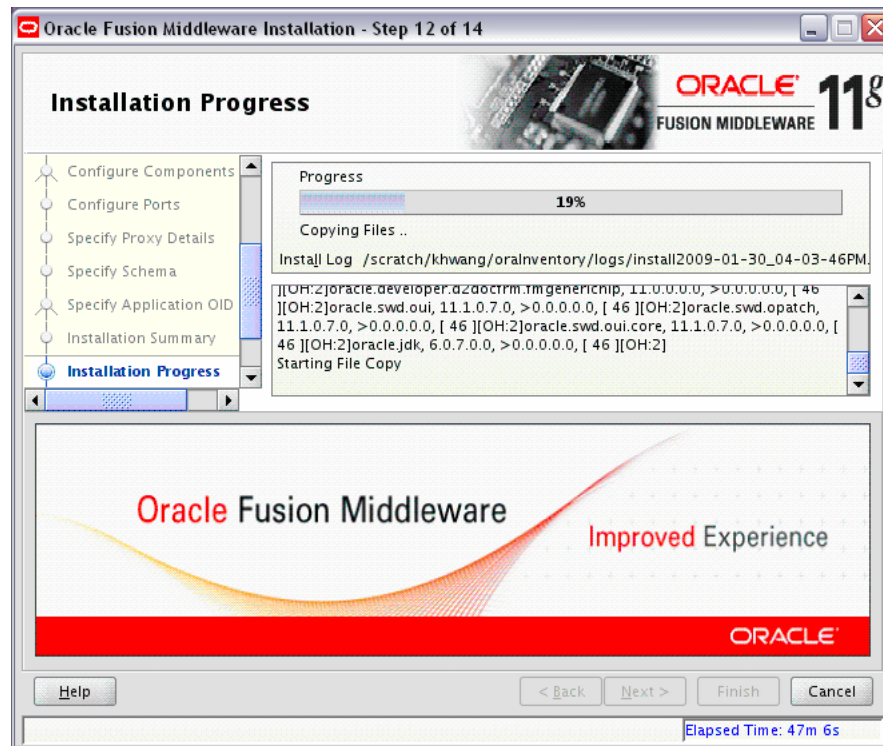 Oracle Fusion Middleware Installation - Step 12 of 14
Installation Progress
ORACLE
FUSION MIDDLEWARE
11g
Configure Components
Configure Ports
Specify Proxy Details
Specify Schema
Specify Application OID
Installation Summary
Installation Progress
Progress
19%
Copying Files ..
Install Log /scratch/khwang/oraInventory/logs/install2009-01-30_04-03-46PM.
][OH:2]oracle.developer.d2docfrm.fmgenericnip, 11.0.0.0.0, >0.0.0.0.0, [ 46
][OH:2]oracle.swd.oui, 11.1.0.7.0, >0.0.0.0.0, [ 46 ][OH:2]oracle.swd.opatch,
11.1.0.7.0, >0.0.0.0.0, [ 46 ][OH:2]oracle.swd.oui.core, 11.1.0.7.0, >0.0.0.0.0, [
46 ][OH:2]oracle.jdk, 6.0.7.0.0, >0.0.0.0.0, [ 46 ][OH:2]
Starting File Copy
Oracle Fusion Middleware
Improved Experience
ORACLE
Help
< Back
Next >
Finish
Cancel
Elapsed Time: 47m 6s